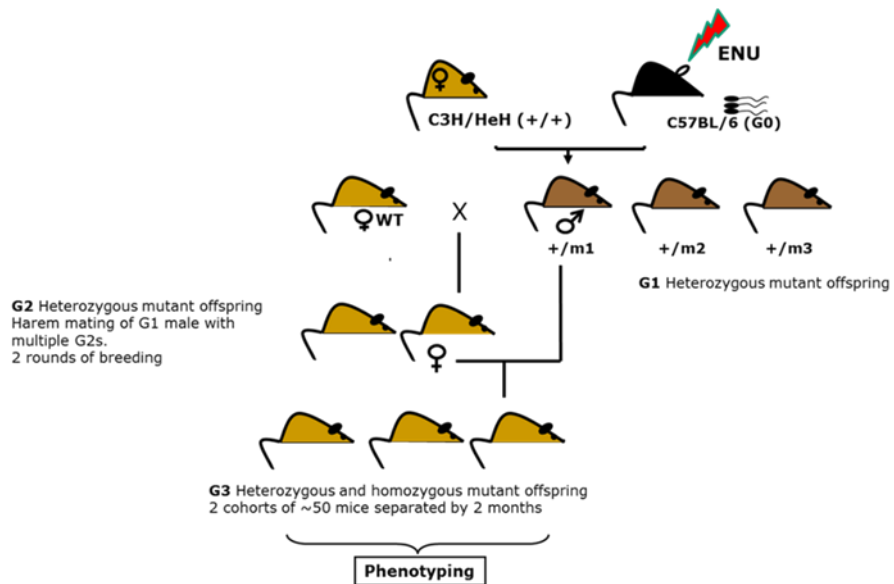 ENU
C3H/HeH (+/+)
C57BL/6 (G0)
♀ WT
X
♂
+/m1
+/m2
+/m3
G1 Heterozygous mutant offspring
G2 Heterozygous mutant offspring
Harem mating of G1 male with
multiple G2s.
2 rounds of breeding
♀
G3 Heterozygous and homozygous mutant offspring
2 cohorts of ~50 mice separated by 2 months
Phenotyping